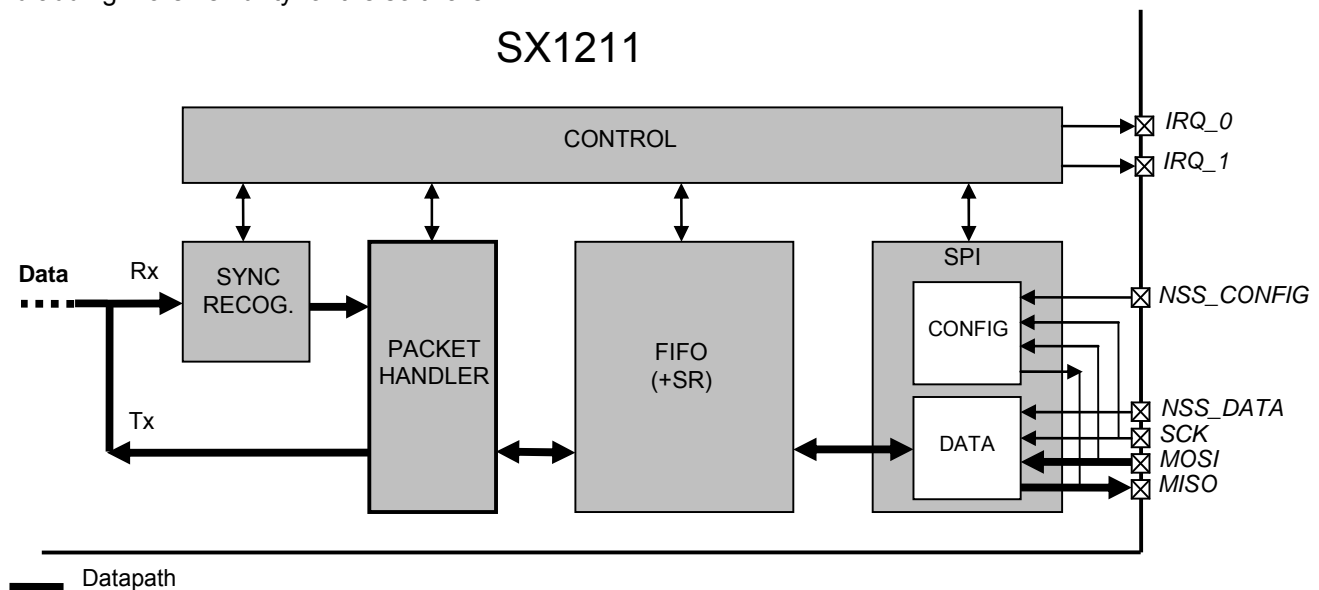 SX1211
CONTROL
IRQ_0
IRQ_1
Data
Rx
SYNC
RECOG.
PACKET
HANDLER
FIFO
(+SR)
SPI
CONFIG
DATA
NSS_CONFIG
NSS_DATA
SCK
MOSI
MISO
Tx
Datapath